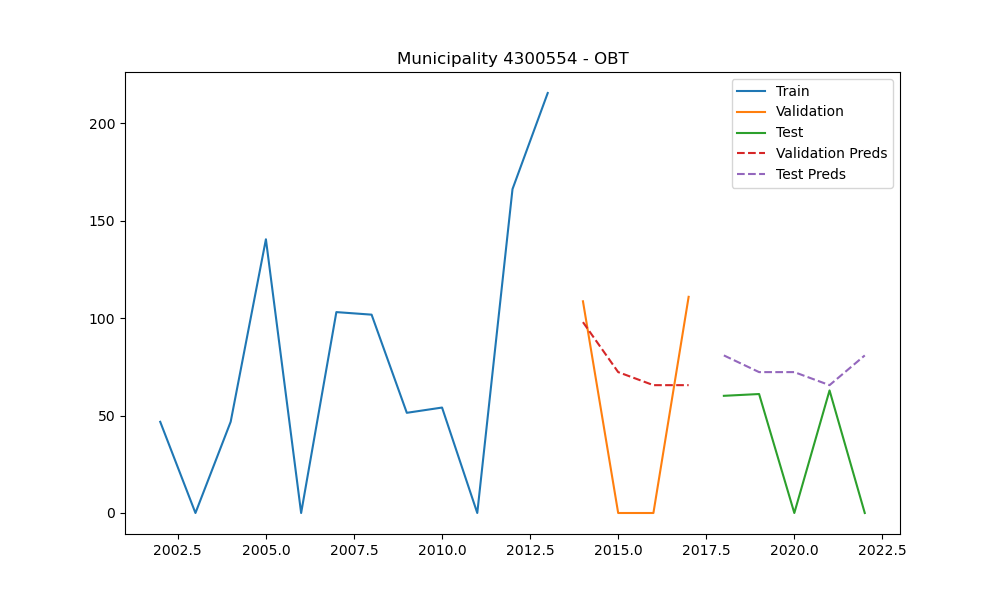 Municipality 4300554 - OBT
Train
Validation
Test
Validation Preds
Test Preds
200
150
100
50
0
2002.5 2005.0 2007.5 2010.0 2012.5 2015.0 2017.5 2020.0 2022.5